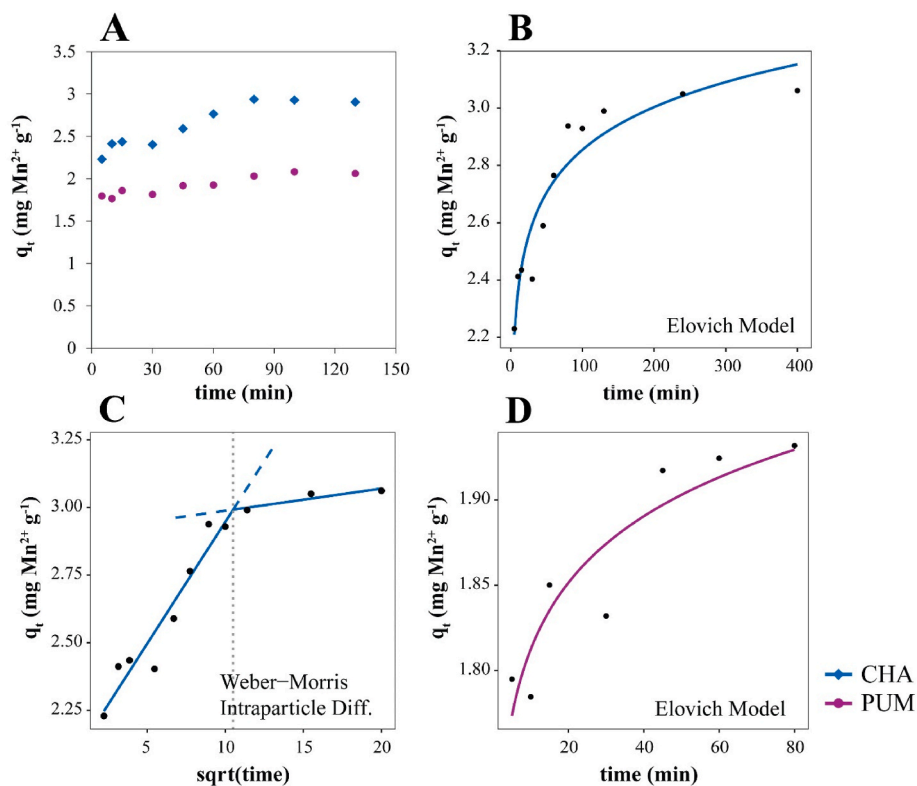 A
3.5
3
2.5
2
1.5
1
0.5
0
qt (mg Mn2+ g-1)
0
30
60
90
120
150
time (min)
B
3.2
3.0
2.8
2.6
2.4
2.2
qt (mg Mn2+ g-1)
Elovich Model
0
100
200
300
400
time (min)
C
3.25
3.00
2.75
2.50
2.25
qt (mg Mn2+ g-1)
Weber−Morris
Intraparticle Diff.
5
10
15
20
sqrt(time)
D
1.90
1.85
1.80
qt (mg Mn2+ g-1)
Elovich Model
20
40
60
80
time (min)
CHA
PUM